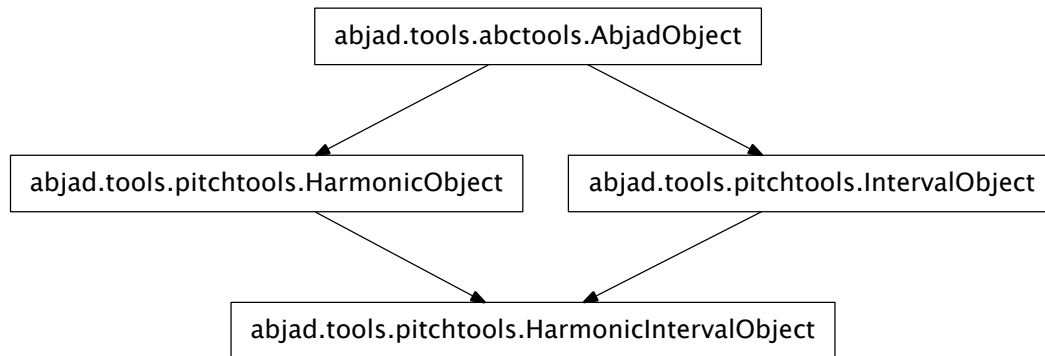 abjad.tools.abctools.AbjadObject
abjad.tools.pitchtools.HarmonicObject
abjad.tools.pitchtools.IntervalObject
abjad.tools.pitchtools.HarmonicIntervalObject